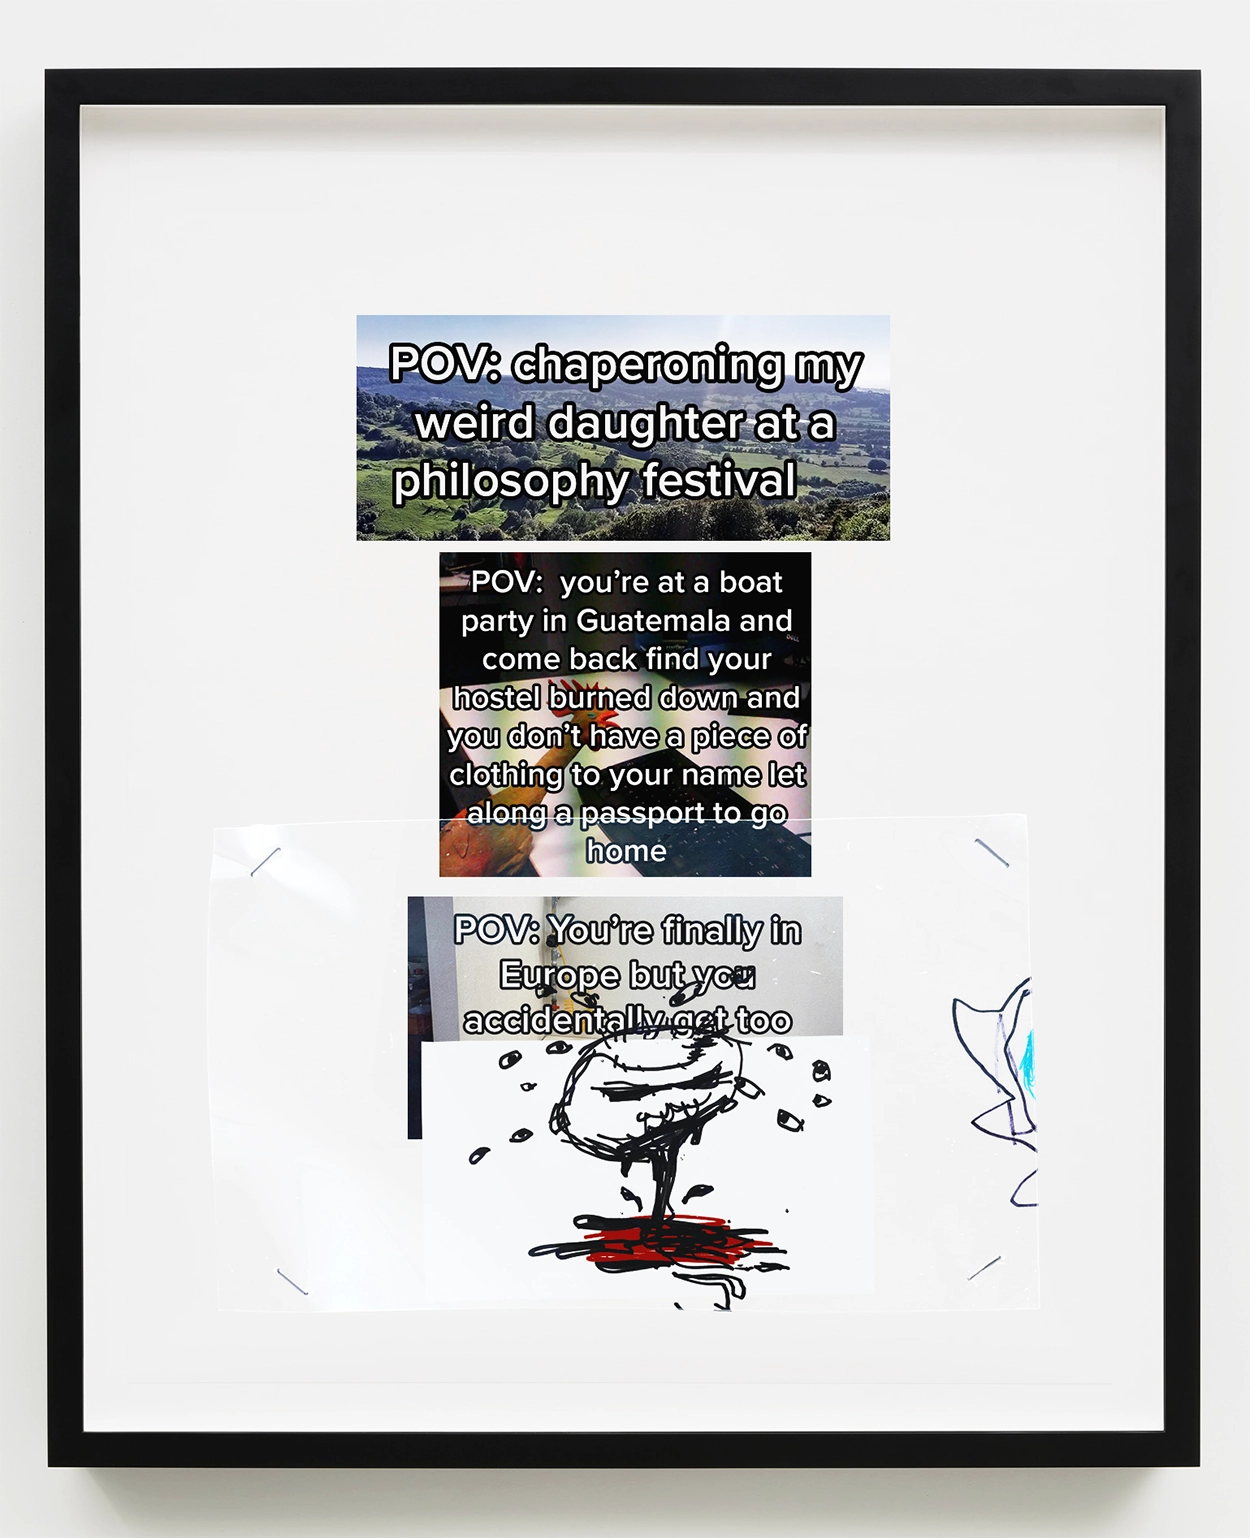 POV: chaperoning my
weird daughter at a
philosophy festival
POV: you're at a boat
party in Guatemala and
come back find your
hostel burned down and
you don't have a piece of
clothing to your name let
along a passport to go
home
POV: You're finally in
Europe but you
accidentally get too
DELL